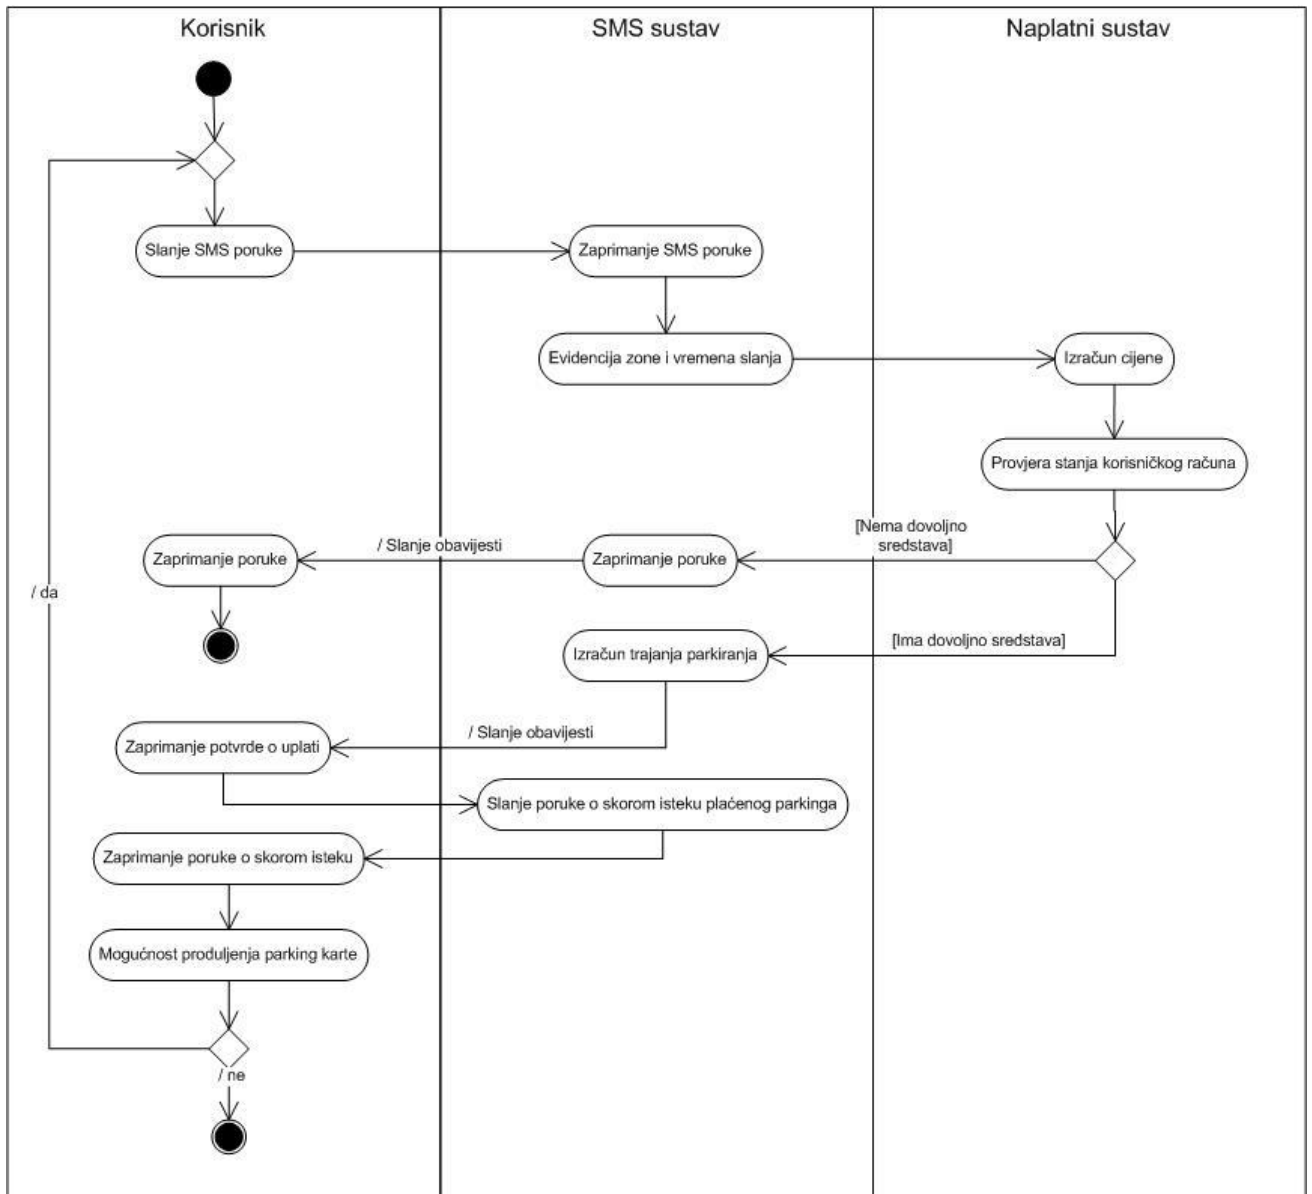 Korisnik
SMS sustav
Naplatni sustav
Slanje SMS poruke
Zaprimanje SMS poruke
Evidencija zone i vremena slanja
Izračun cijene
Provjera stanja korisničkog računa
[Nema dovoljno
sredstava]
Zaprimanje poruke
/ Slanje obavijesti
Zaprimanje poruke
/ da
[Ima dovoljno sredstava]
Izračun trajanja parkiranja
/ Slanje obavijesti
Zaprimanje potvrde o uplati
Slanje poruke o skorom isteku plaćenog parkinga
Zaprimanje poruke o skorom isteku
Mogućnost produljenja parking karte
/ ne